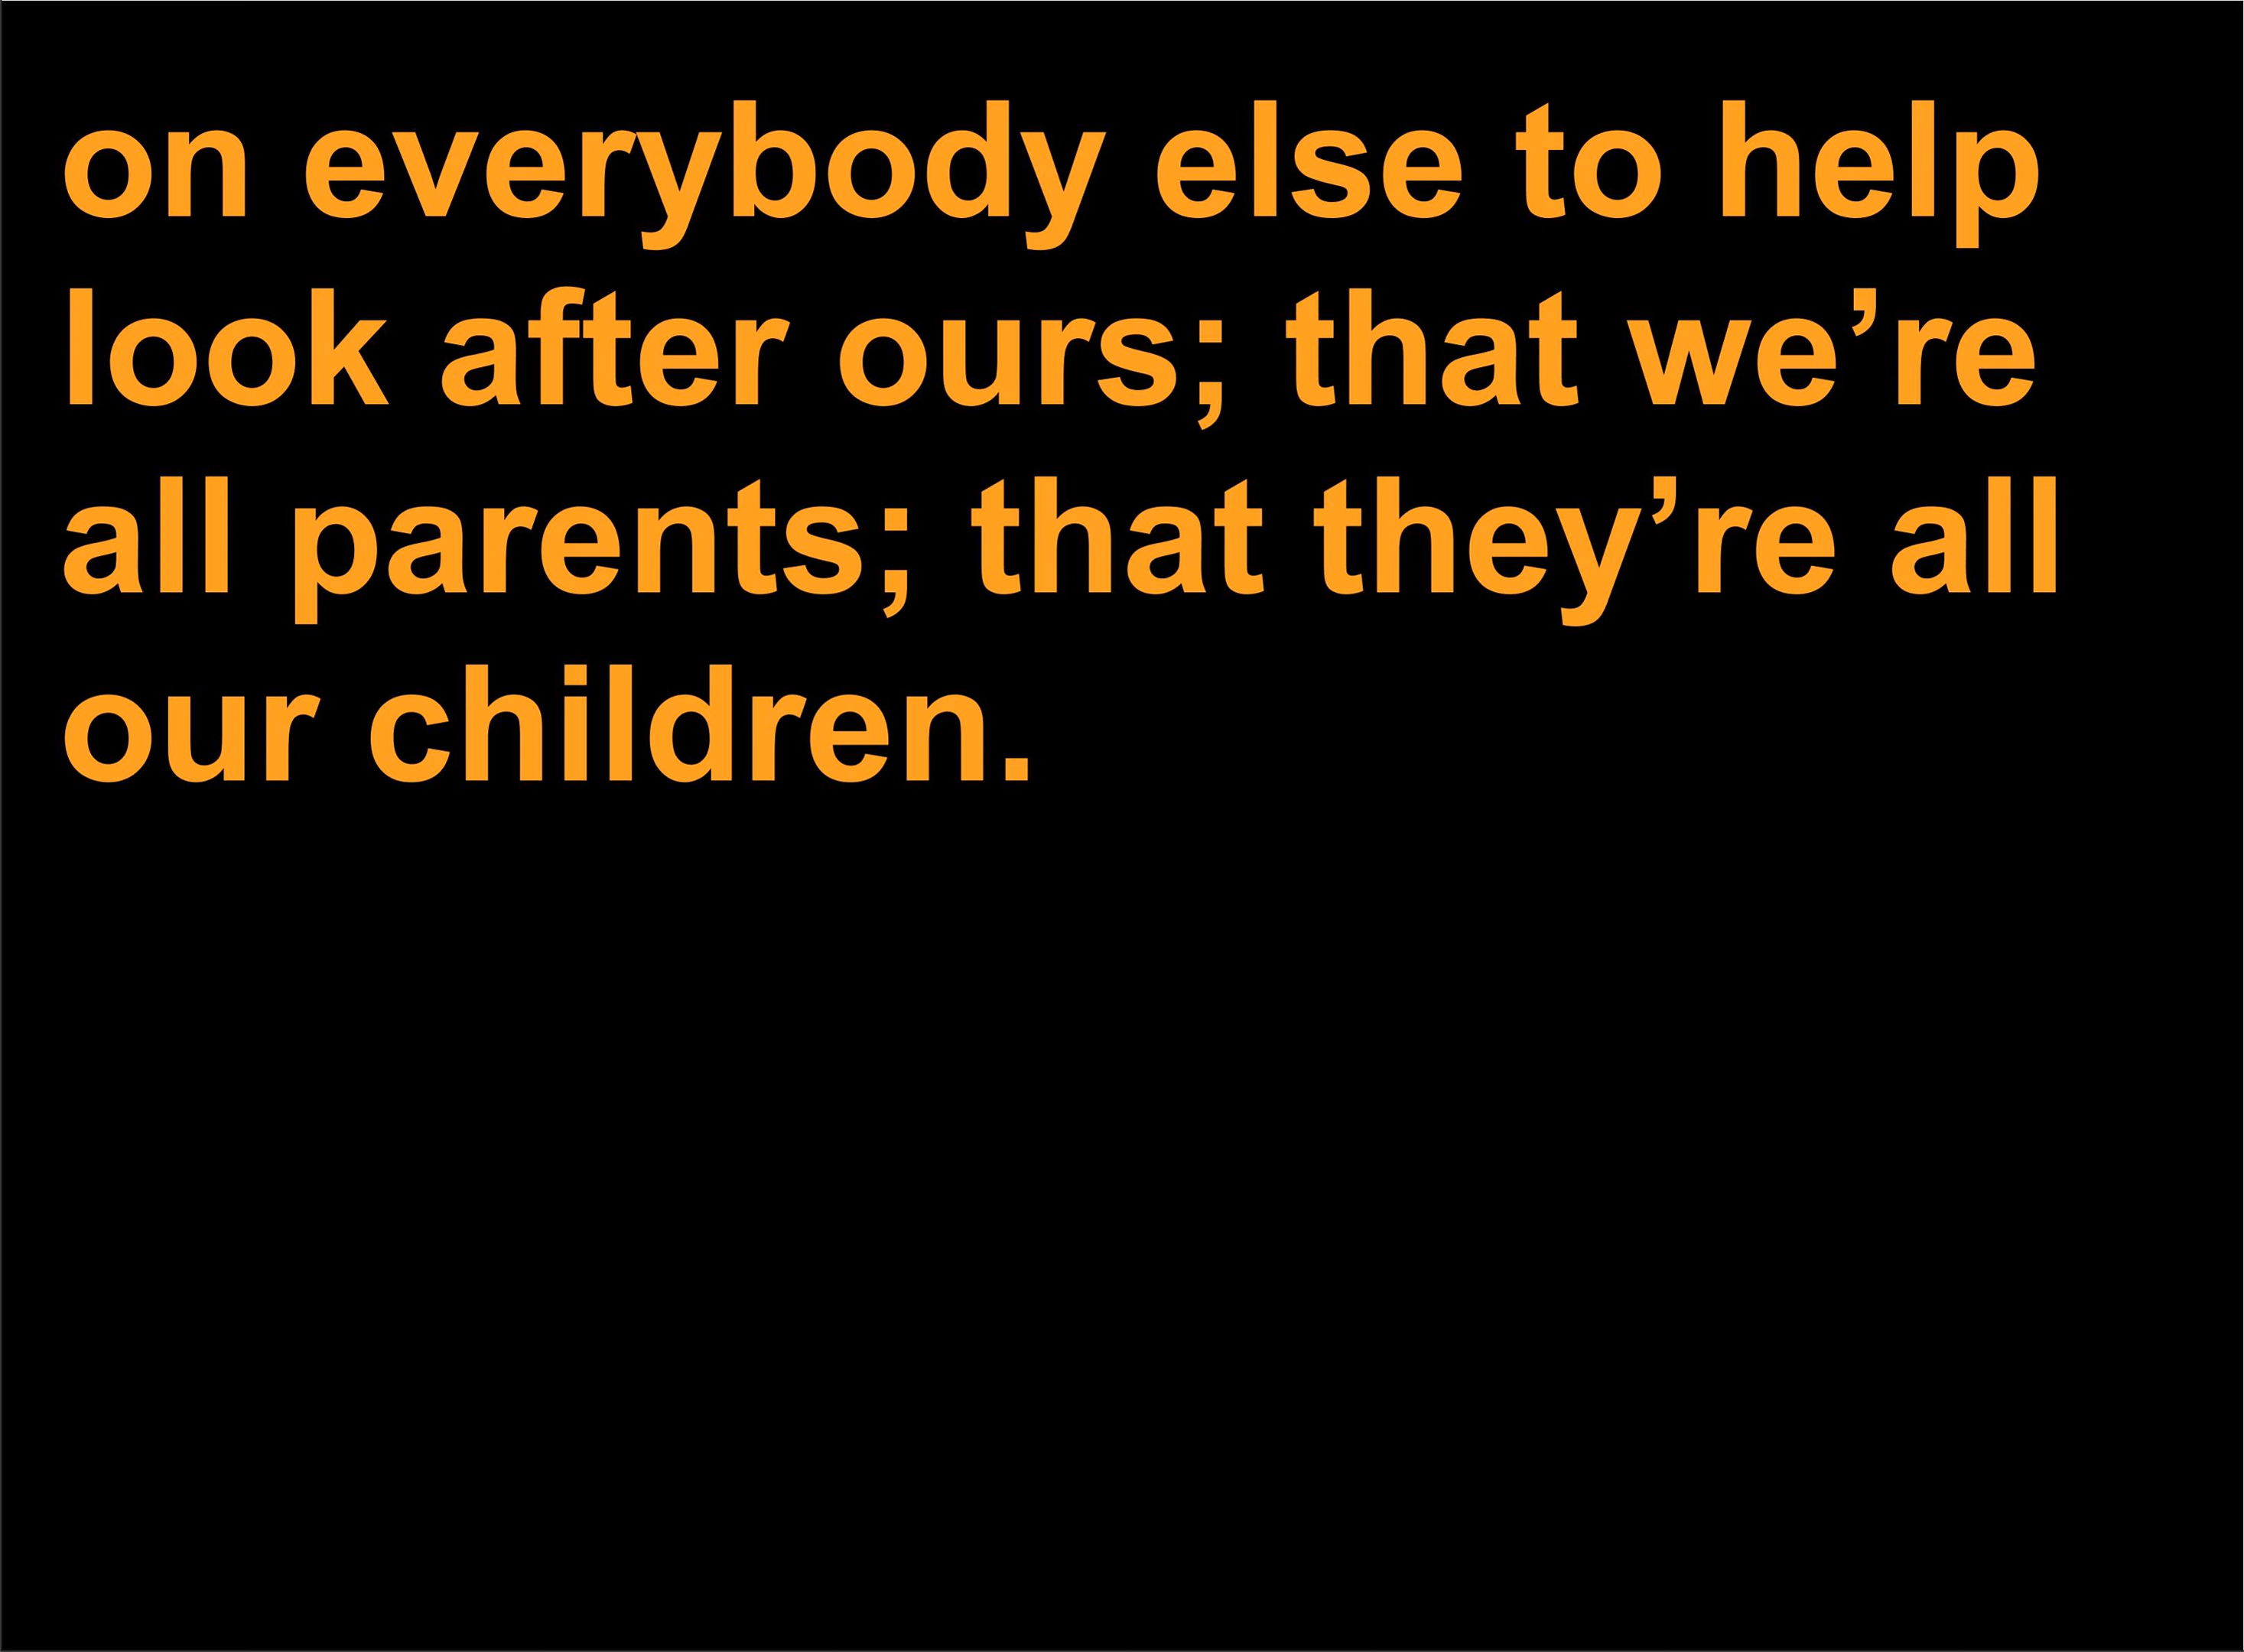 on everybody else to help
look after ours; that we’re
all parents; that they’re all
our children.